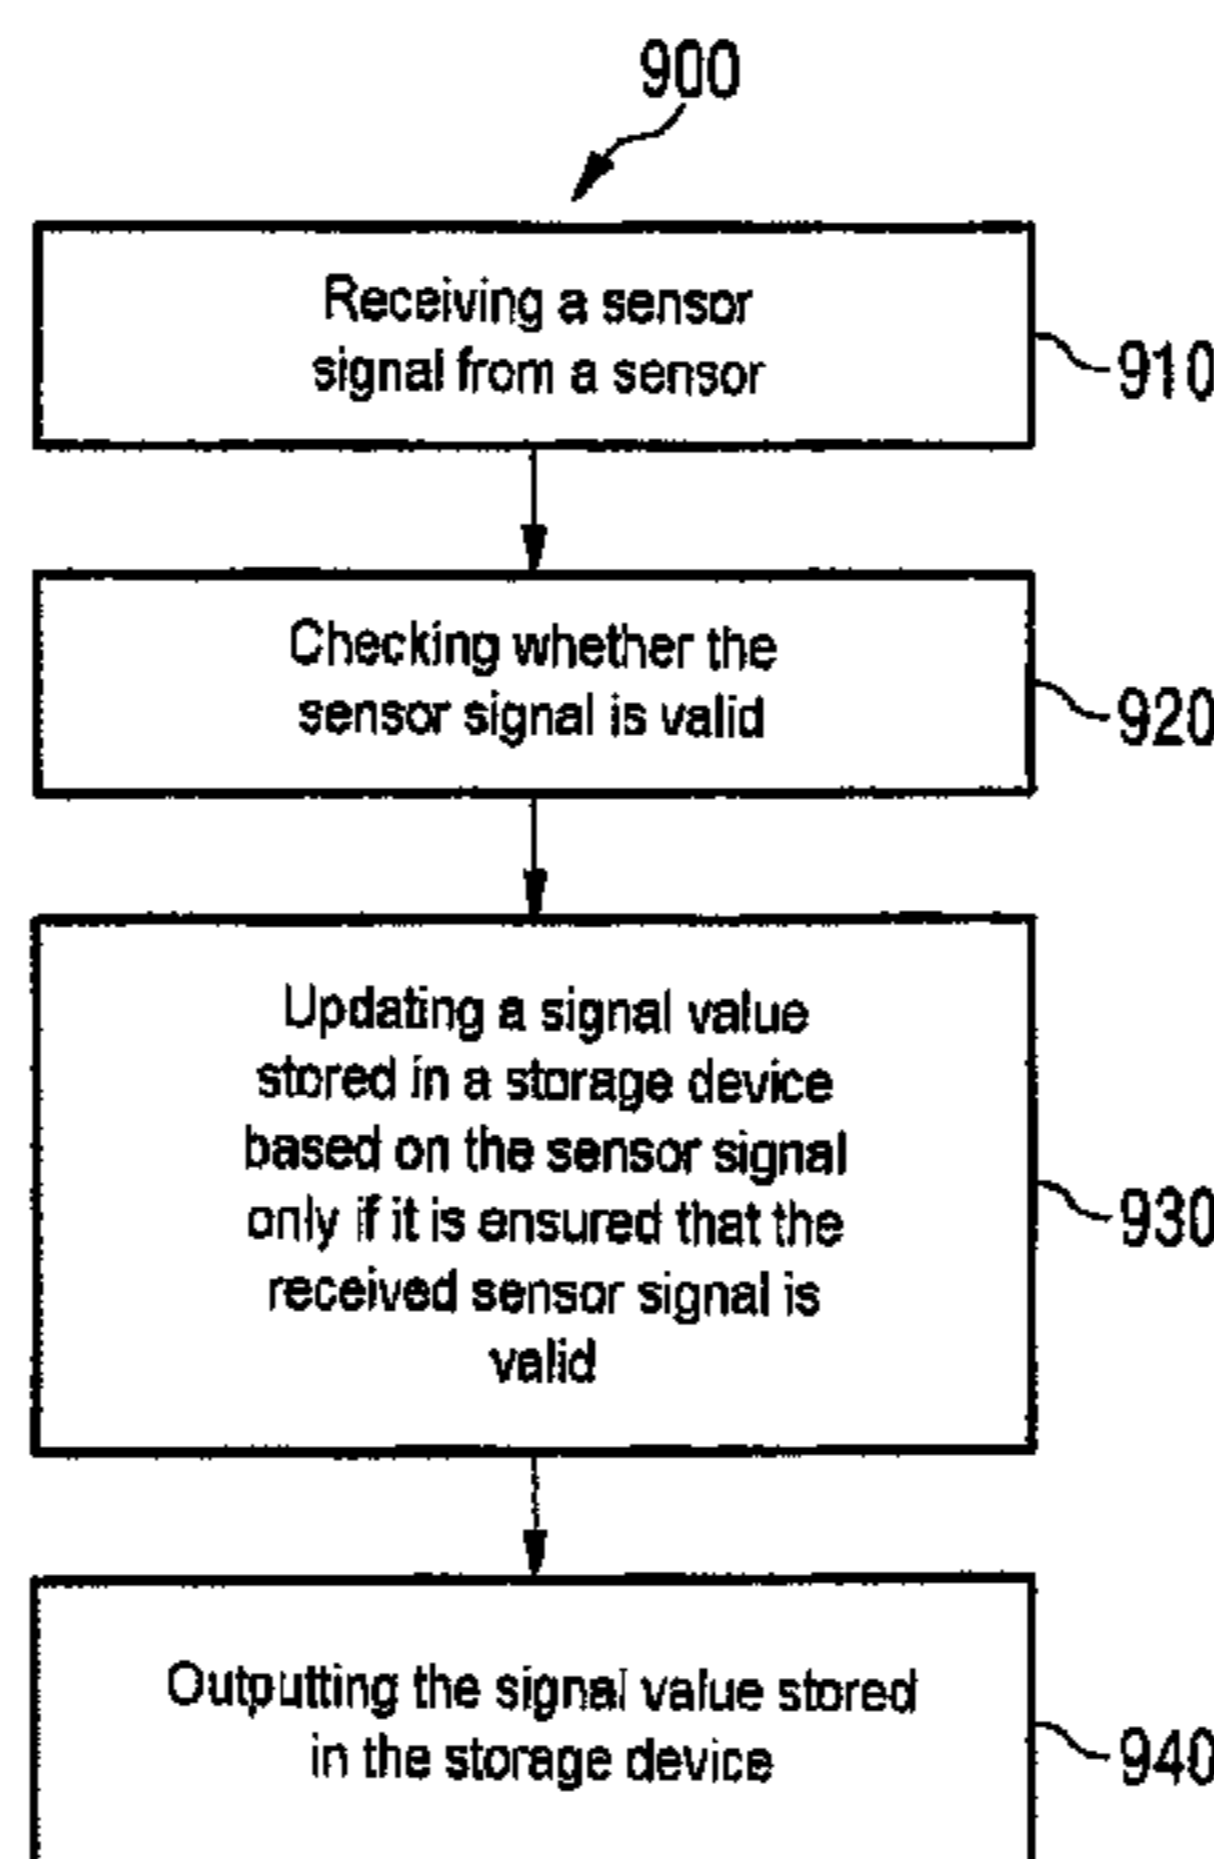 900
Receiving a sensor
signal from a sensor
910
Checking whether the
sensor signal is valid
920
Updating a signal value
stored in a storage device
based on the sensor signal
only if it is ensured that the
received sensor signal is
valid
930
Outputting the signal value stored
in the storage device
940